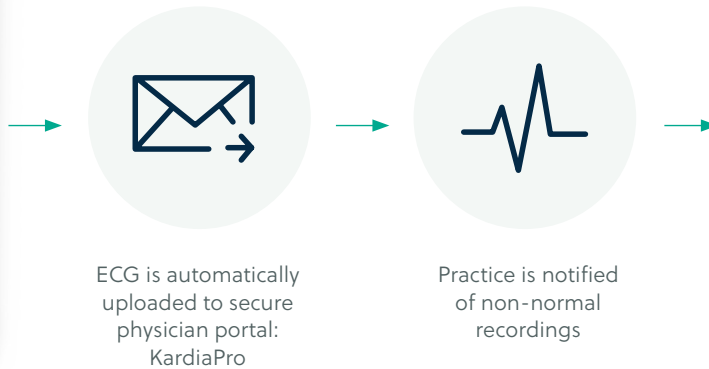 ECG is automatically
uploaded to secure
physician portal:
KardiaPro
Practice is notified
of non-normal
recordings